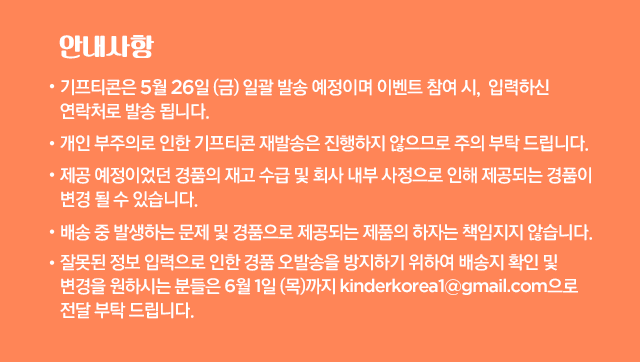 안내사항
• 기프티콘은 5월 26일 (금) 일괄 발송 예정이며 이벤트 참여 시, 입력하신
연락처로 발송 됩니다.
• 개인 부주의로 인한 기프티콘 재발송은 진행하지 않으므로 주의 부탁 드립니다.
• 제공 예정이었던 경품의 재고 수급 및 회사 내부 사정으로 인해 제공되는 경품이
변경 될 수 있습니다.
• 배송 중 발생하는 문제 및 경품으로 제공되는 제품의 하자는 책임지지 않습니다.
• 잘못된 정보 입력으로 인한 경품 오발송을 방지하기 위하여 배송지 확인 및
변경을 원하시는 분들은 6월 1일 (목)까지 kinderkorea1@gmail.com으로
전달 부탁 드립니다.